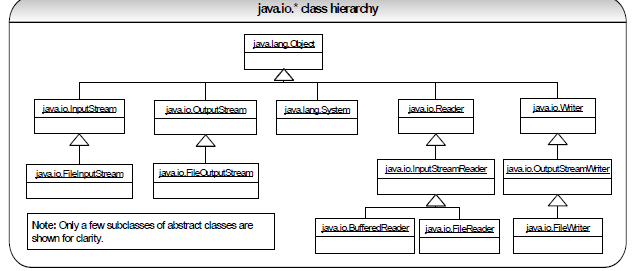 java.io.* class hierarchy
java.lang.Object
java.io.InputStream
java.io.OutputStream
java.lang.System
java.io.Reader
java.io.Writer
java.io.FileInputStream
java.io.FileOutputStream
java.io.InputStreamReader
java.io.OutputStreamWriter
Note: Only a few subclasses of abstract classes are
shown for clarity.
java.io.BufferedReader
java.io.FileReader
java.io.FileWriter